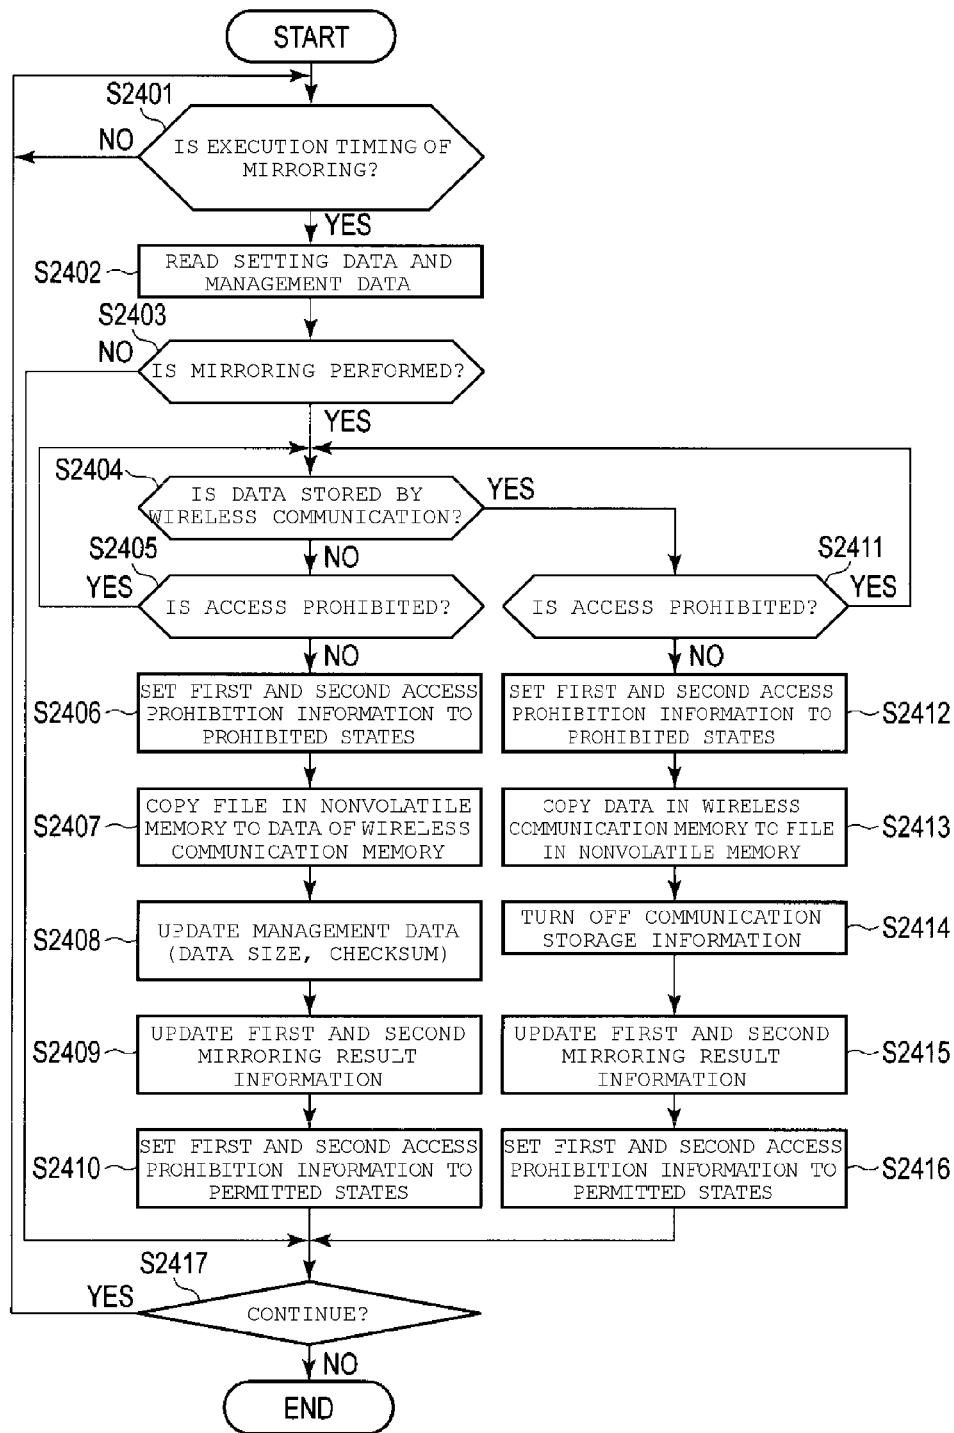 START
S2401
NO
IS EXECUTION TIMING OF
MIRRORING?
YES
S2402
READ SETTING DATA AND
MANAGEMENT DATA
S2403
NO
IS MIRRORING PERFORMED?
YES
S2404
IS DATA STORED BY
WIRELESS COMMUNICATION?
YES
NO
S2405
YES
IS ACCESS PROHIBITED?
NO
S2411
IS ACCESS PROHIBITED?
YES
NO
S2406
SET FIRST AND SECOND ACCESS
PROHIBITION INFORMATION TO
PROHIBITED STATES
SET FIRST AND SECOND ACCESS
PROHIBITION INFORMATION TO
PROHIBITED STATES
S2412
S2407
COPY FILE IN NONVOLATILE
MEMORY TO DATA OF WIRELESS
COMMUNICATION MEMORY
COPY DATA IN WIRELESS
COMMUNICATION MEMORY TO FILE
IN NONVOLATILE MEMORY
S2413
S2408
UPDATE MANAGEMENT DATA
(DATA SIZE, CHECKSUM)
TURN OFF COMMUNICATION
STORAGE INFORMATION
S2414
S2409
UPDATE FIRST AND SECOND
MIRRORING RESULT
INFORMATION
UPDATE FIRST AND SECOND
MIRRORING RESULT
INFORMATION
S2415
S2410
SET FIRST AND SECOND ACCESS
PROHIBITION INFORMATION TO
PERMITTED STATES
SET FIRST AND SECOND ACCESS
PROHIBITION INFORMATION TO
PERMITTED STATES
S2416
S2417
YES
CONTINUE?
NO
END